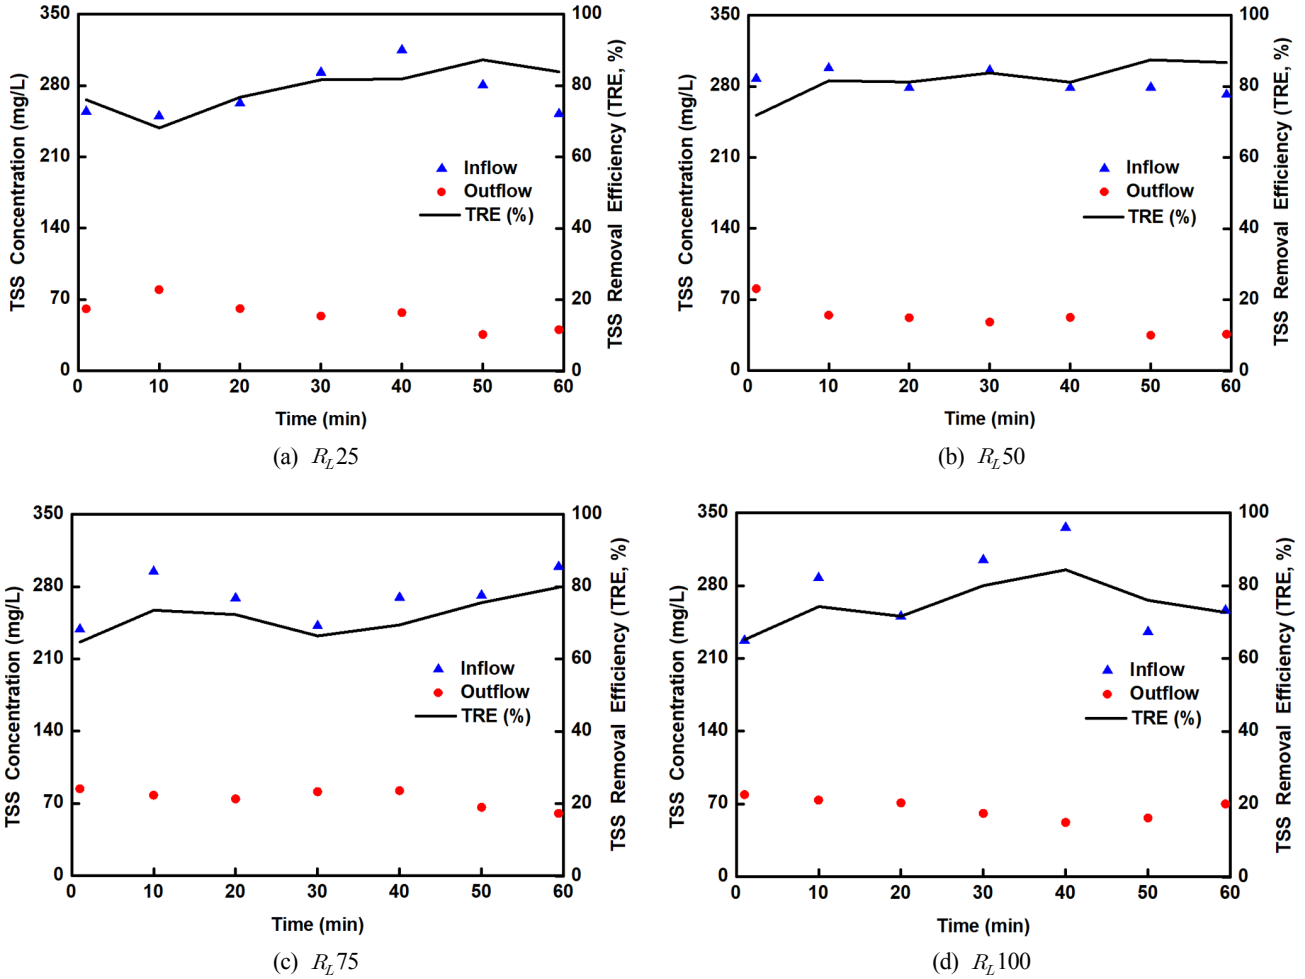 350
280
210
140
70
0
TSS Concentration (mg/L)
100
80
60
40
20
0
TSS Removal Efficiency (TRE, %)
Inflow
Outflow
TRE (%)
0 10 20 30 40 50 60
Time (min)
(a) R_L25
350
280
210
140
70
0
TSS Concentration (mg/L)
100
80
60
40
20
0
TSS Removal Efficiency (TRE, %)
Inflow
Outflow
TRE (%)
0 10 20 30 40 50 60
Time (min)
(b) R_L50
350
280
210
140
70
0
TSS Concentration (mg/L)
100
80
60
40
20
0
TSS Removal Efficiency (TRE, %)
Inflow
Outflow
TRE (%)
0 10 20 30 40 50 60
Time (min)
(c) R_L75
350
280
210
140
70
0
TSS Concentration (mg/L)
100
80
60
40
20
0
TSS Removal Efficiency (TRE, %)
Inflow
Outflow
TRE (%)
0 10 20 30 40 50 60
Time (min)
(d) R_L100